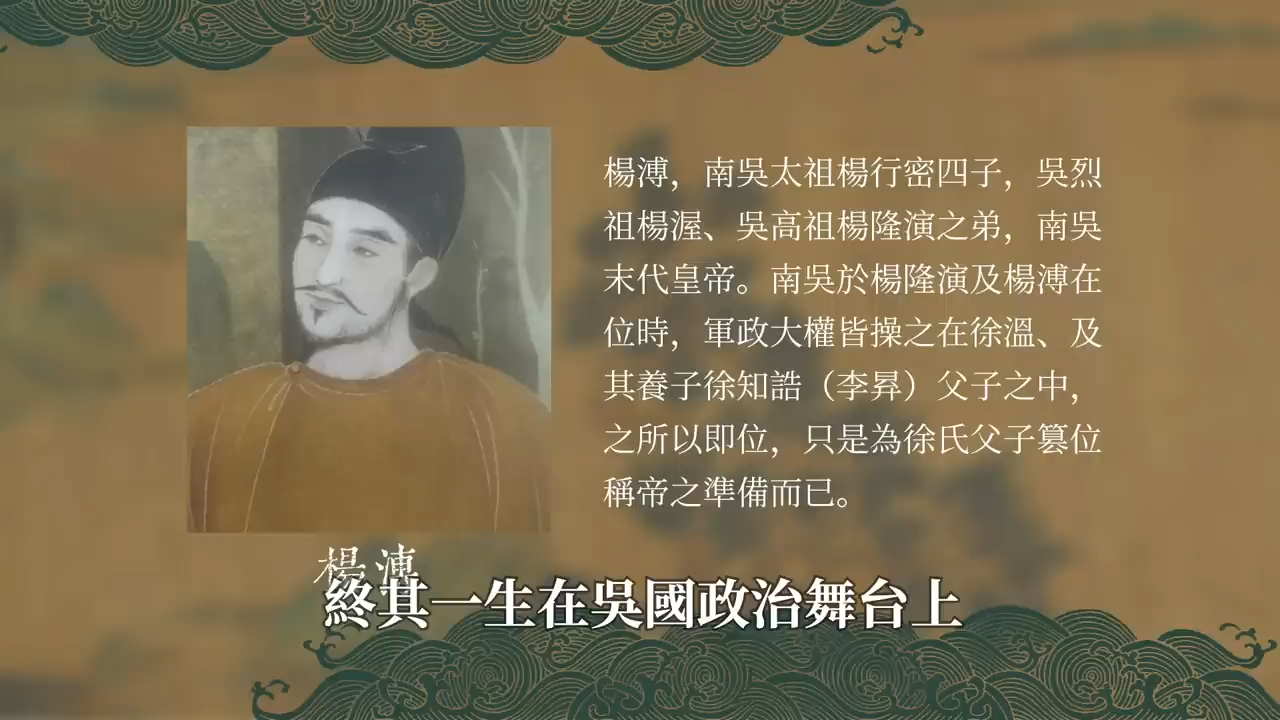 楊溥，南吳太祖楊行密四子，吳烈
祖楊渥、吳高祖楊隆演之弟，南吳
末代皇帝。南吳於楊隆演及楊溥在
位時，軍政大權皆操之在徐溫、及
其養子徐知誥（李昪）父子之中，
之所以即位，只是為徐氏父子篡位
稱帝之準備而已。
楊溥
終其一生在吳國政治舞台上